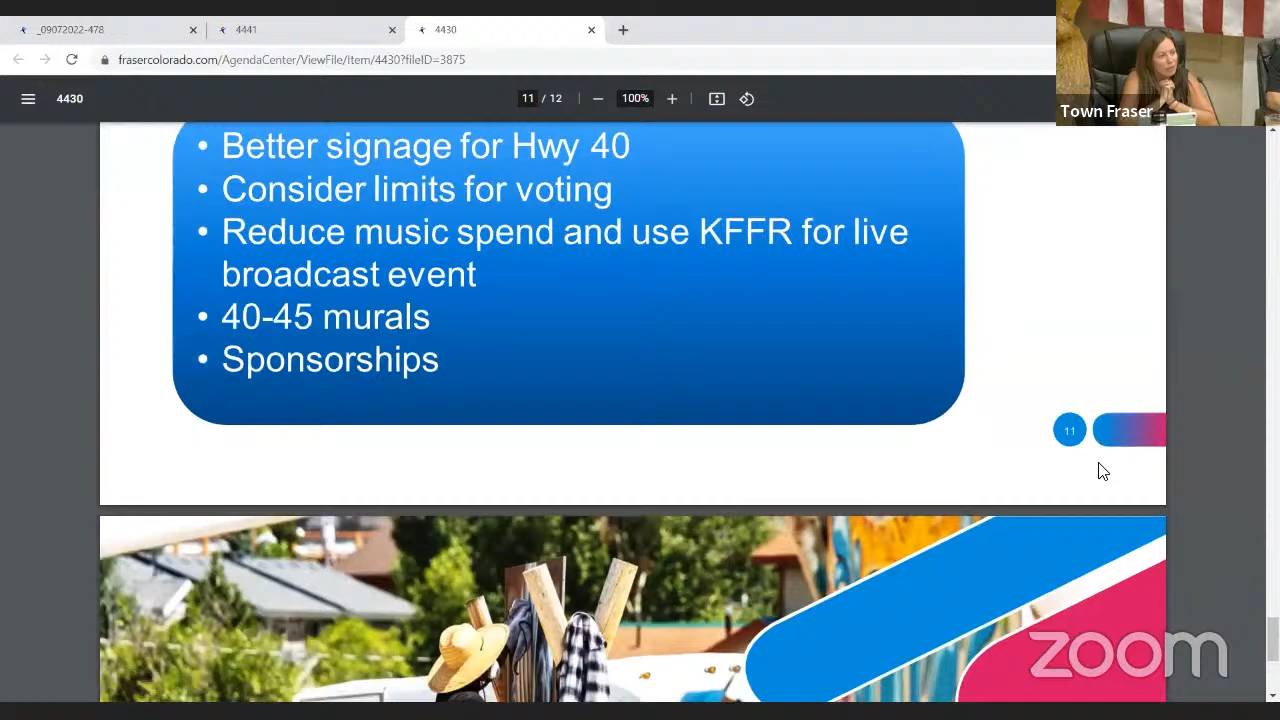 _09072022-478
4441
4430
frasercolorado.com/AgendaCenter/ViewFile/Item/4430?fileID=3875
4430
11 / 12
100%
Town Fraser
• Better signage for Hwy 40
• Consider limits for voting
• Reduce music spend and use KFFR for live
broadcast event
• 40-45 murals
• Sponsorships
11
zoom